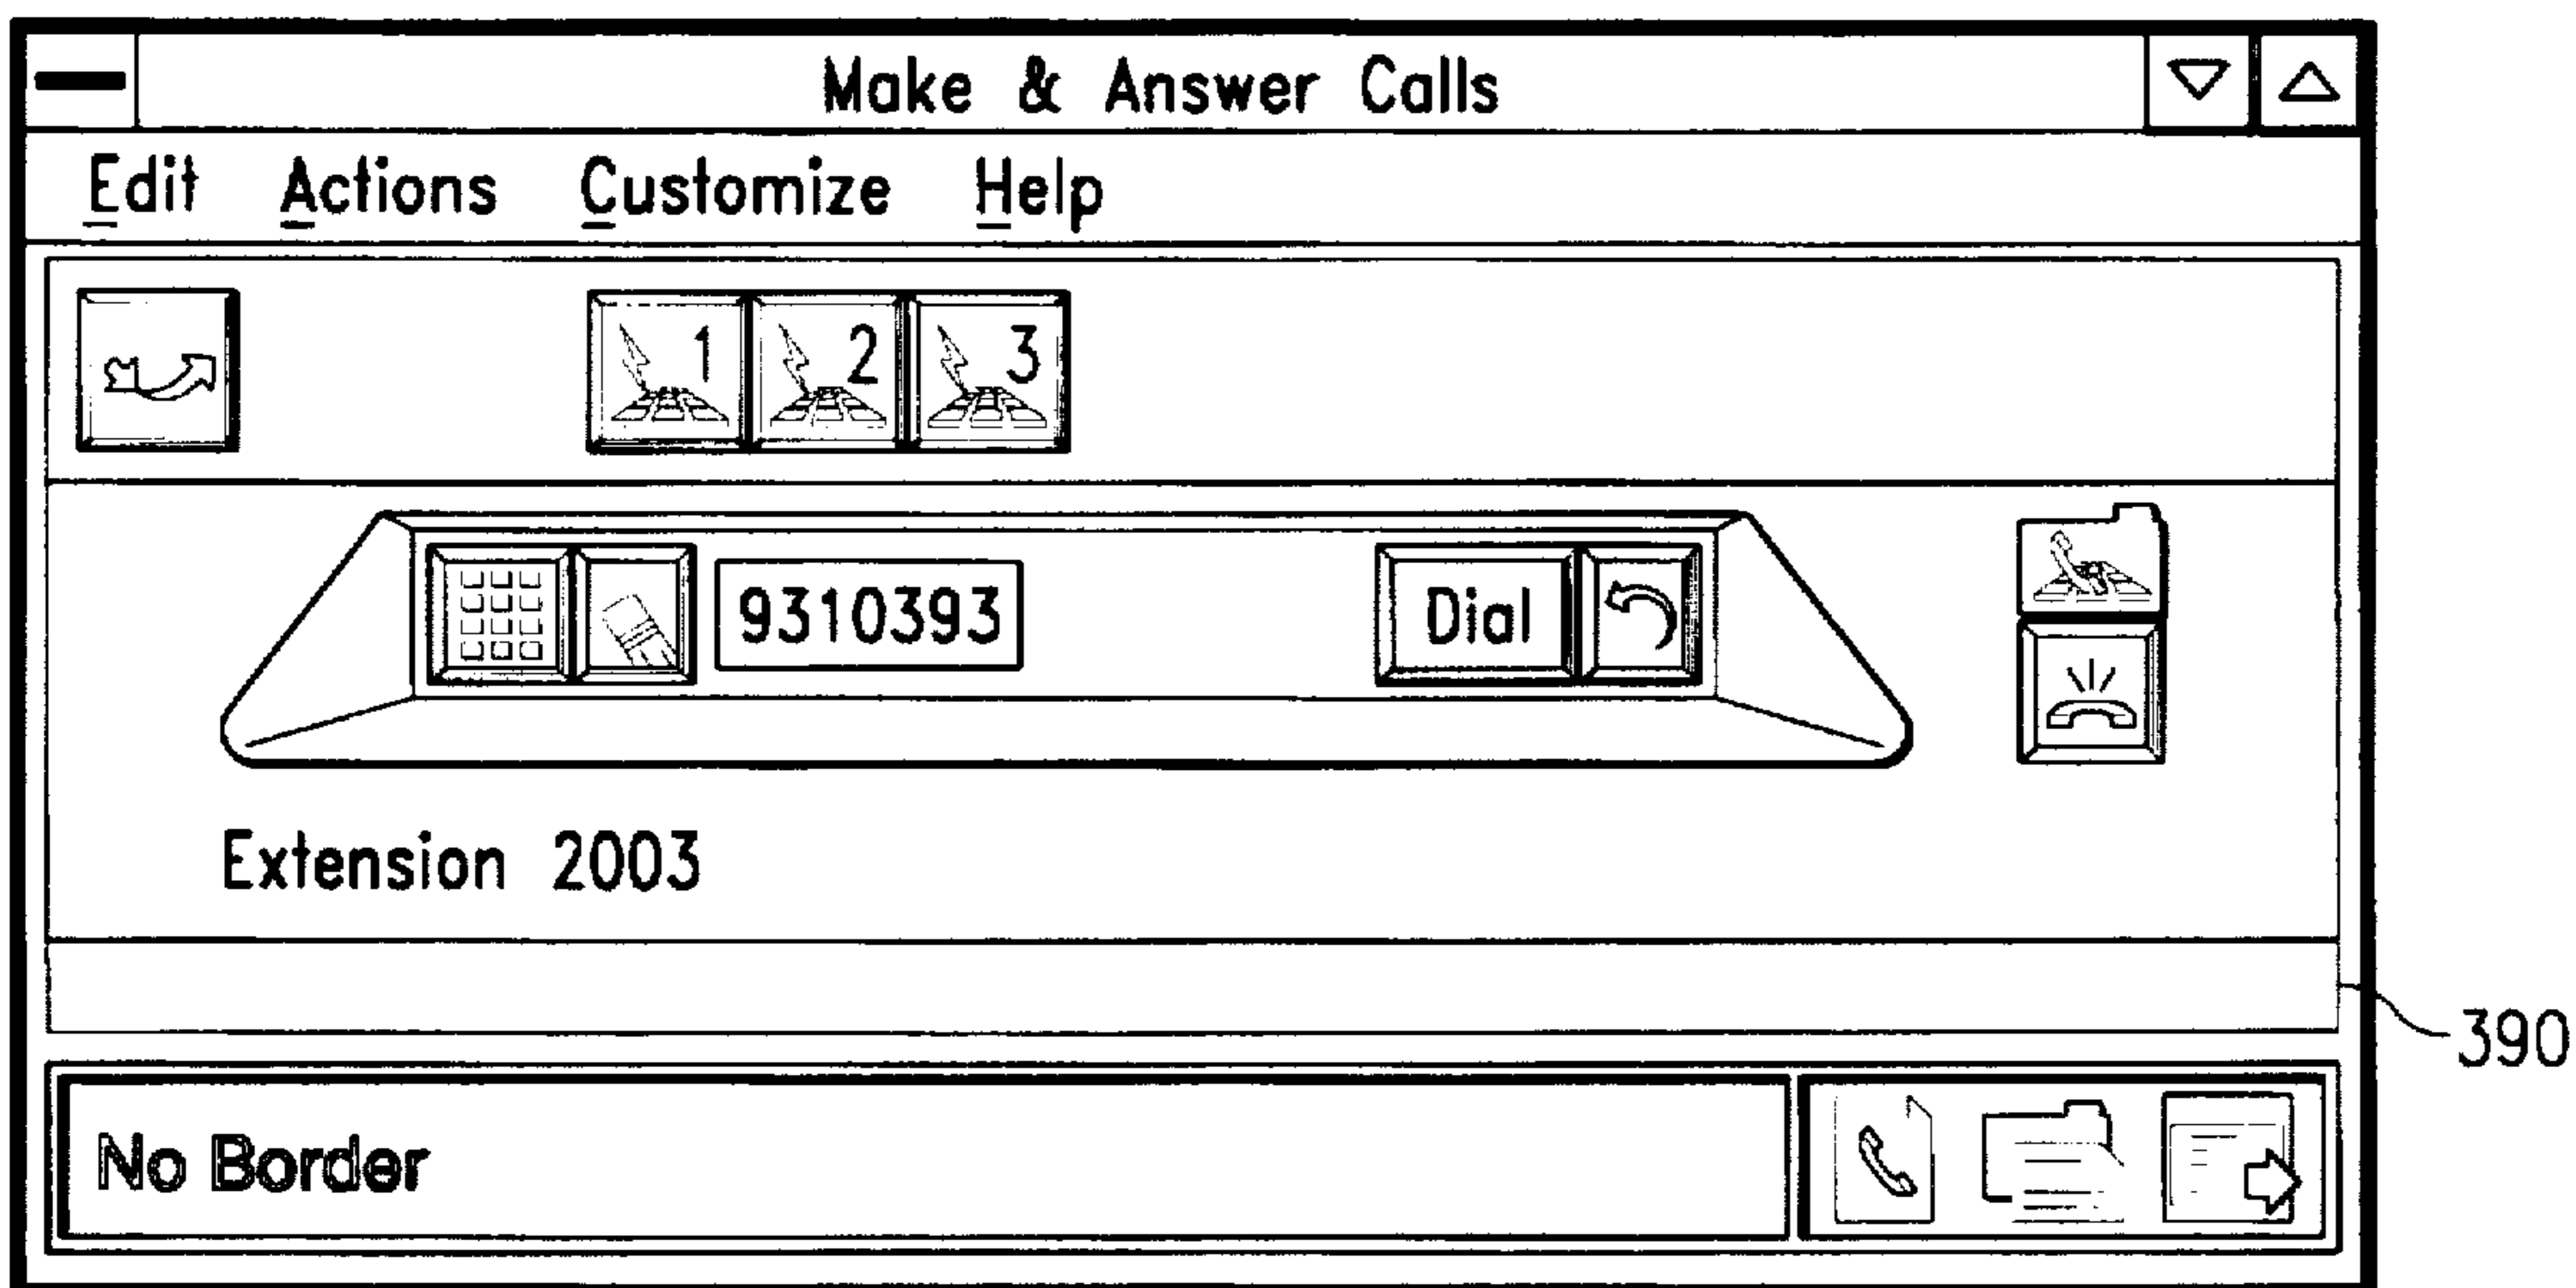 Make & Answer Calls
Edit Actions Customize Help
1 2 3
9310393 Dial
Extension 2003
390
No Border